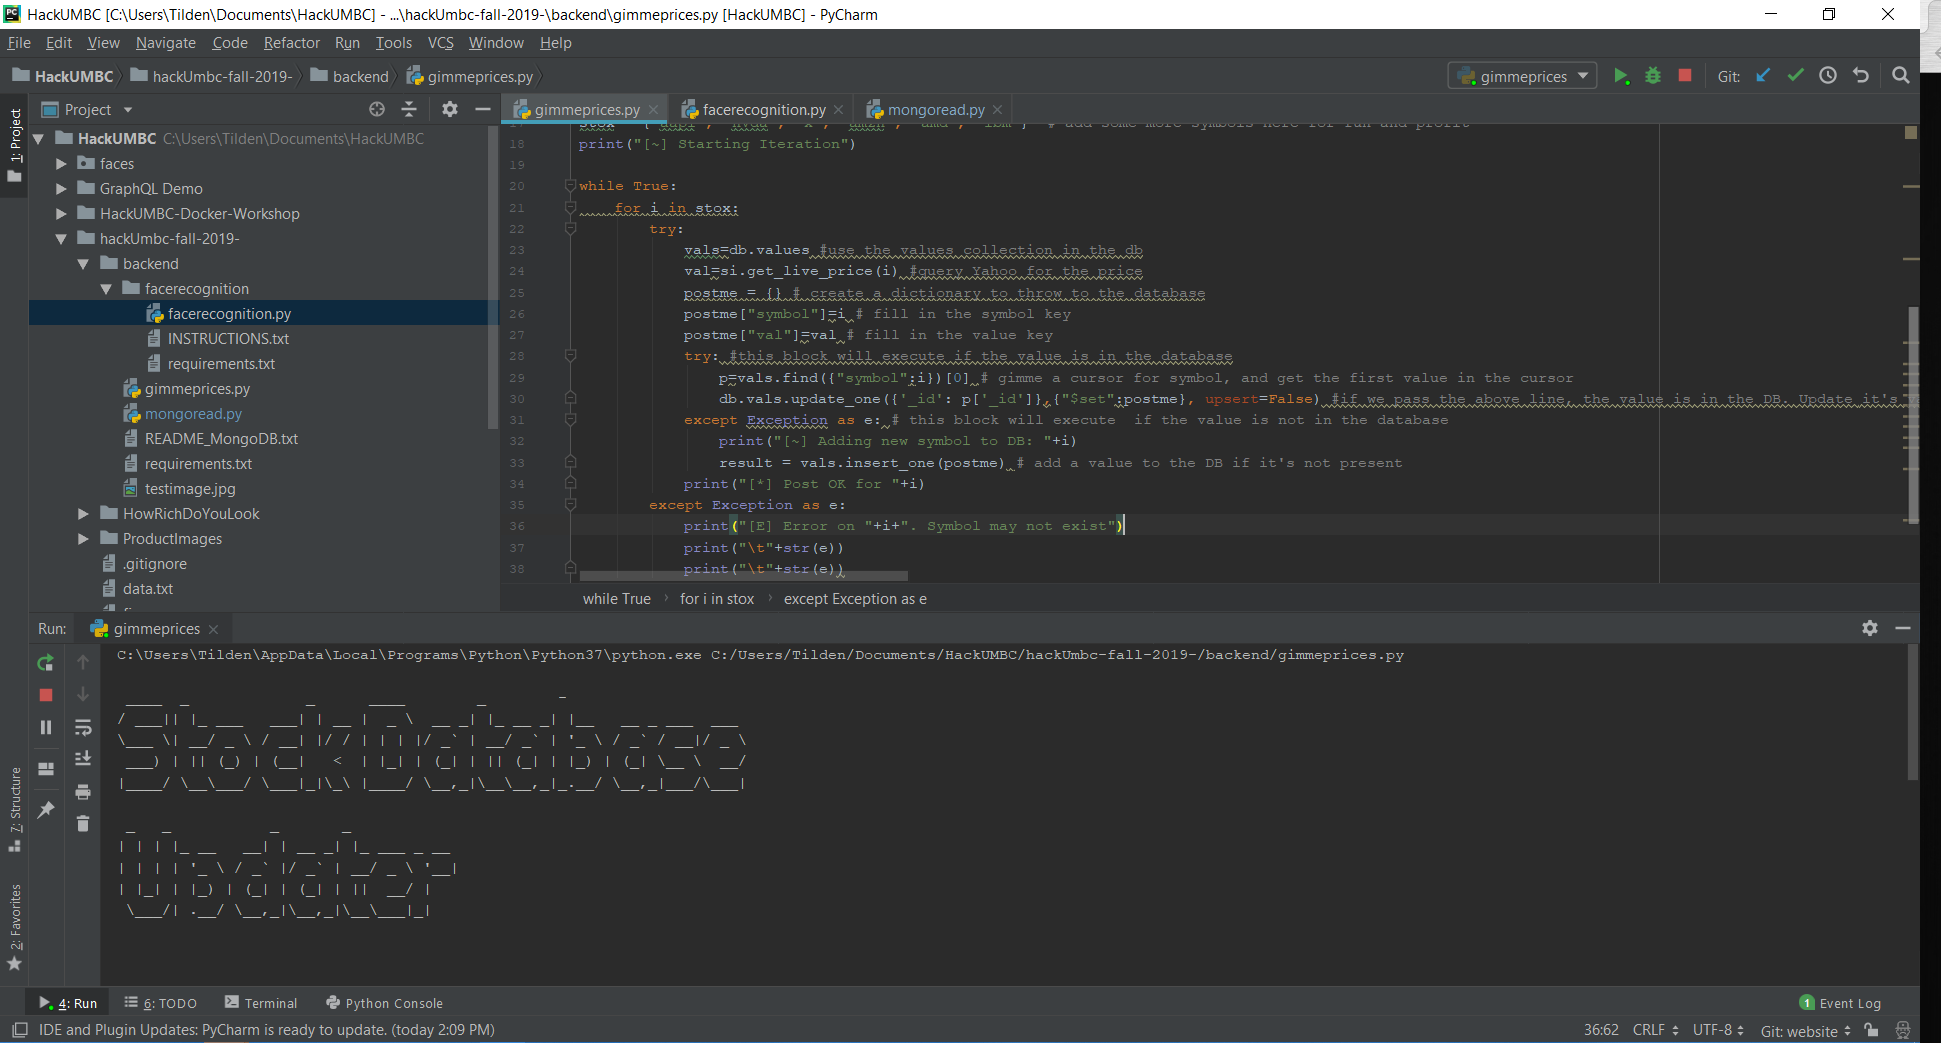 HackUMBC [C:\Users\Tilden\Documents\HackUMBC] - ...\hackUmbc-fall-2019-\backend\gimmeprices.py [HackUMBC] - PyCharm
File Edit View Navigate Code Refactor Run Tools VCS Window Help
HackUMBC hackUmbc-fall-2019- backend gimmeprices.py gimmeprices Git:
Project gimmeprices.py facerecognition.py mongoread.py
1: Project
HackUMBC C:\Users\Tilden\Documents\HackUMBC
faces
GraphQL Demo
HackUMBC-Docker-Workshop
hackUmbc-fall-2019-
backend
facerecognition
facerecognition.py
INSTRUCTIONS.txt
requirements.txt
gimmeprices.py
mongoread.py
README_MongoDB.txt
requirements.txt
testimage.jpg
HowRichDoYouLook
ProductImages
.gitignore
data.txt
18 print("[~] Starting Iteration")
19
20 while True:
21 for i in stox:
22 try:
23 vals=db.values #use the values collection in the db
24 val=si.get_live_price(i) #query Yahoo for the price
25 postme = {} # create a dictionary to throw to the database
26 postme["symbol"]=i # fill in the symbol key
27 postme["val"]=val # fill in the value key
28 try: #this block will execute if the value is in the database
29 p=vals.find({"symbol":i})[0] # gimme a cursor for symbol, and get the first value in the cursor
30 db.vals.update_one({'_id': p['_id']},{"$set":postme}, upsert=False) #if we pass the above line, the value is in the DB. Update it's
31 except Exception as e: # this block will execute  if the value is not in the database
32 print("[~] Adding new symbol to DB: "+i)
33 result = vals.insert_one(postme) # add a value to the DB if it's not present
34 print("[*] Post OK for "+i)
35 except Exception as e:
36 print("[E] Error on "+i+". Symbol may not exist")
37 print("\t"+str(e))
38 print("\t"+str(e))
while True for i in stox except Exception as e
Run: gimmeprices
C:\Users\Tilden\AppData\Local\Programs\Python\Python37\python.exe C:/Users/Tilden/Documents/HackUMBC/hackUmbc-fall-2019-/backend/gimmeprices.py
Stock Database
Updater
7: Structure
2: Favorites
4: Run 6: TODO Terminal Python Console 1 Event Log
IDE and Plugin Updates: PyCharm is ready to update. (today 2:09 PM) 36:62 CRLF UTF-8 Git: website